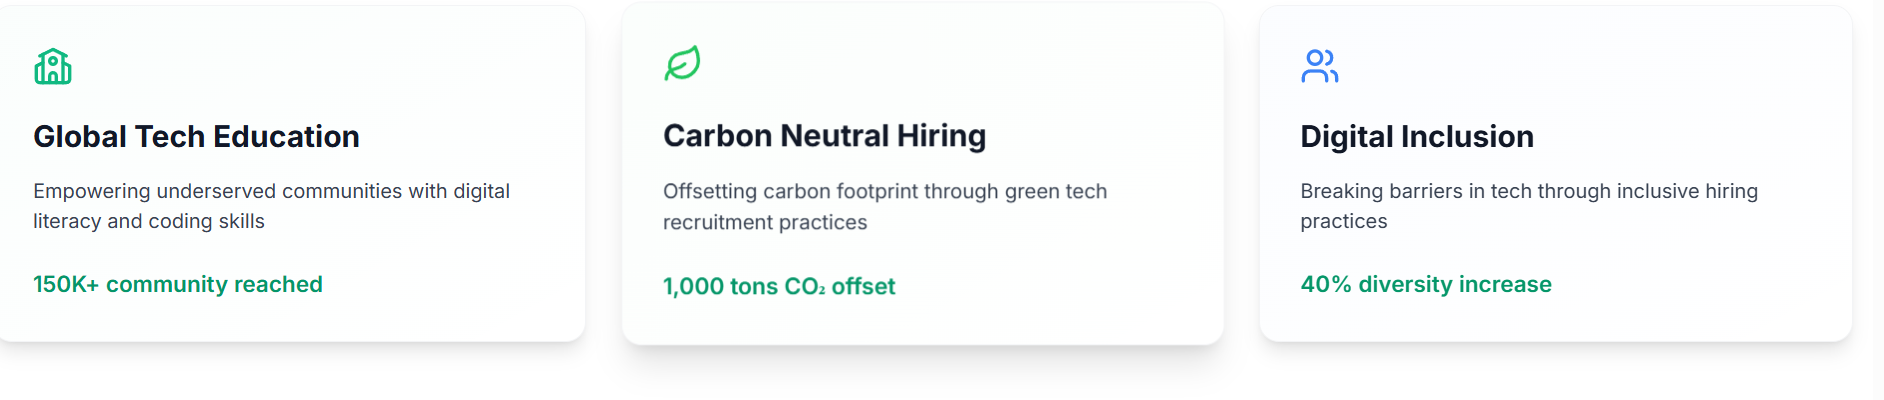 Global Tech Education
Empowering underserved communities with digital
literacy and coding skills
150K+ community reached
Carbon Neutral Hiring
Offsetting carbon footprint through green tech
recruitment practices
1,000 tons CO₂ offset
Digital Inclusion
Breaking barriers in tech through inclusive hiring
practices
40% diversity increase